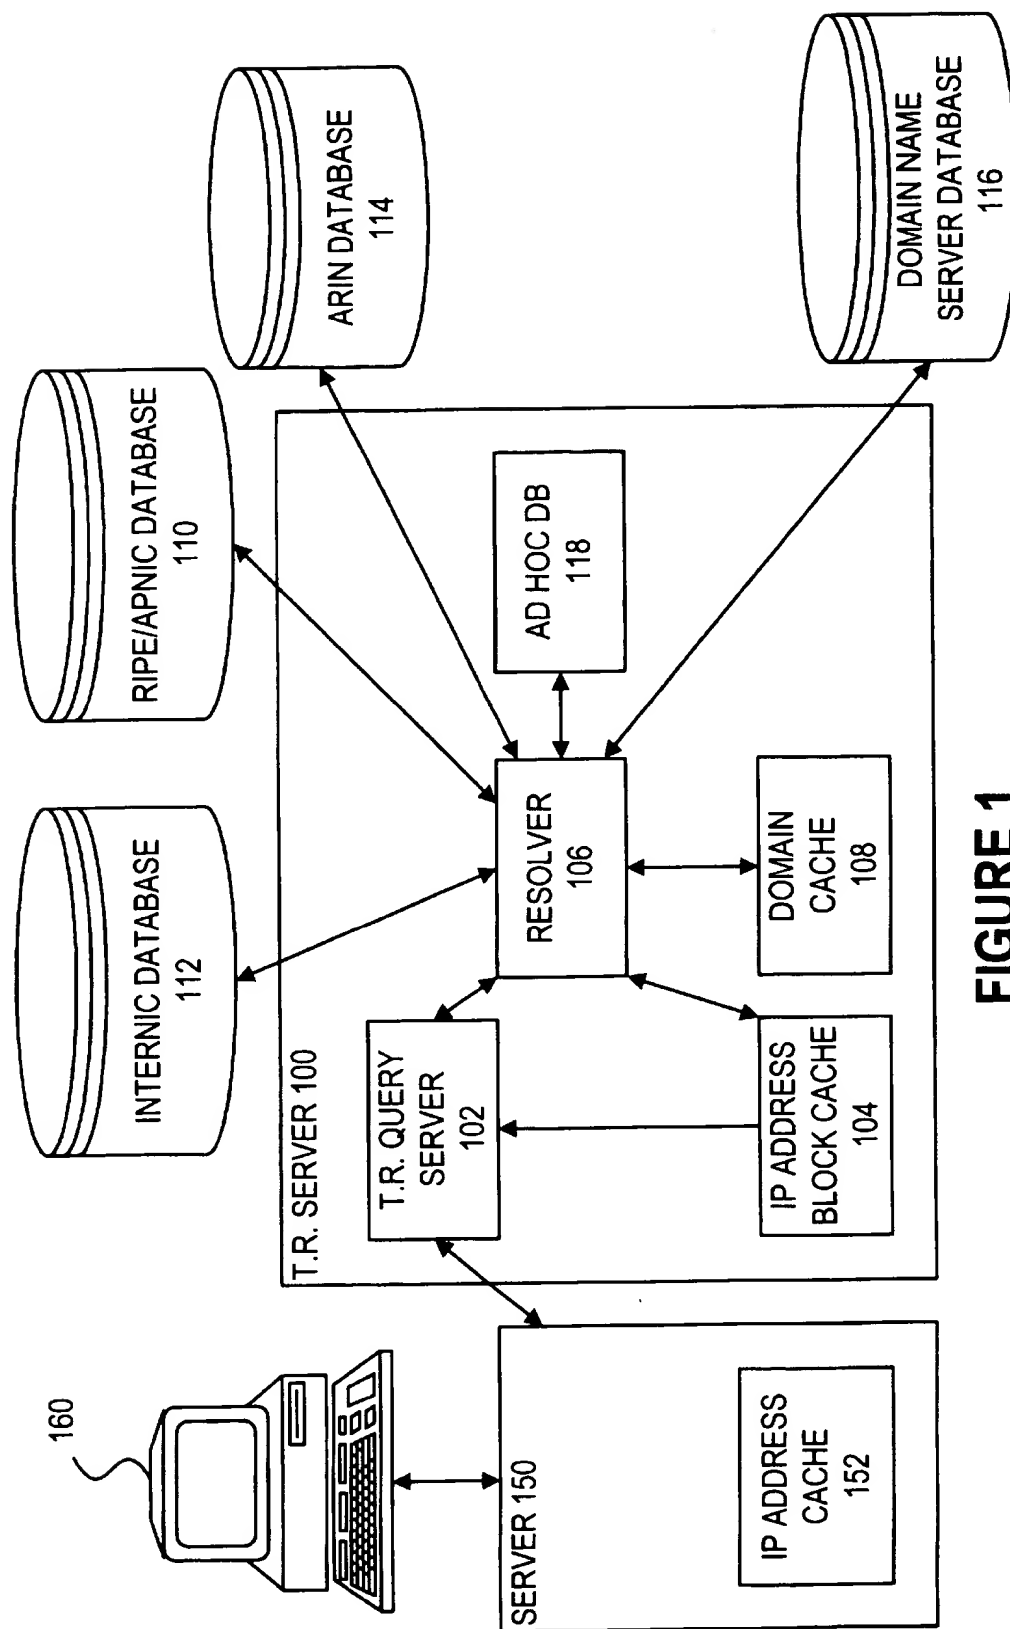 160
SERVER 150
IP ADDRESS
CACHE
152
T.R. SERVER 100
T.R. QUERY
SERVER
102
IP ADDRESS
BLOCK CACHE
104
RESOLVER
106
DOMAIN
CACHE
108
AD HOC DB
118
INTERNIC DATABASE
112
RIPE/APNIC DATABASE
110
ARIN DATABASE
114
DOMAIN NAME
SERVER DATABASE
116
FIGURE 1